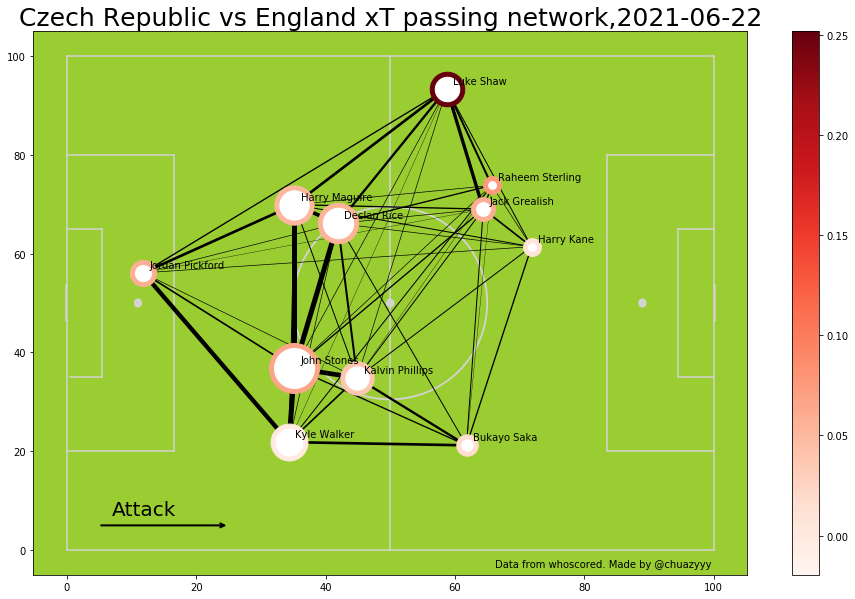 Czech Republic vs England xT passing network,2021-06-22
0.25
100
Luke Shaw
0.20
80
Raheem Sterling
Harry Maguire
Jack Grealish
Declan Rice
0.15
60
Harry Kane
Jordan Pickford
0.10
40
John Stones
Kalvin Phillips
0.05
20
Kyle Walker
Bukayo Saka
0.00
Attack
0
Data from whoscored. Made by @chuazyyy
0 20 40 60 80 100